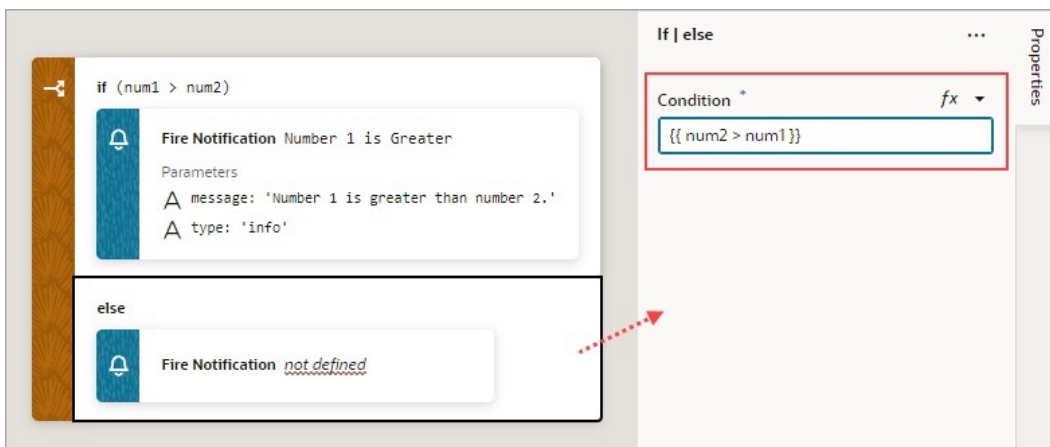 if (num1 > num2)
Fire Notification Number 1 is Greater
Parameters
A message: 'Number 1 is greater than number 2.'
A type: 'info'
else
Fire Notification not defined
If | else
...
Condition *
fx
{{ num2 > num1 }}
Properties